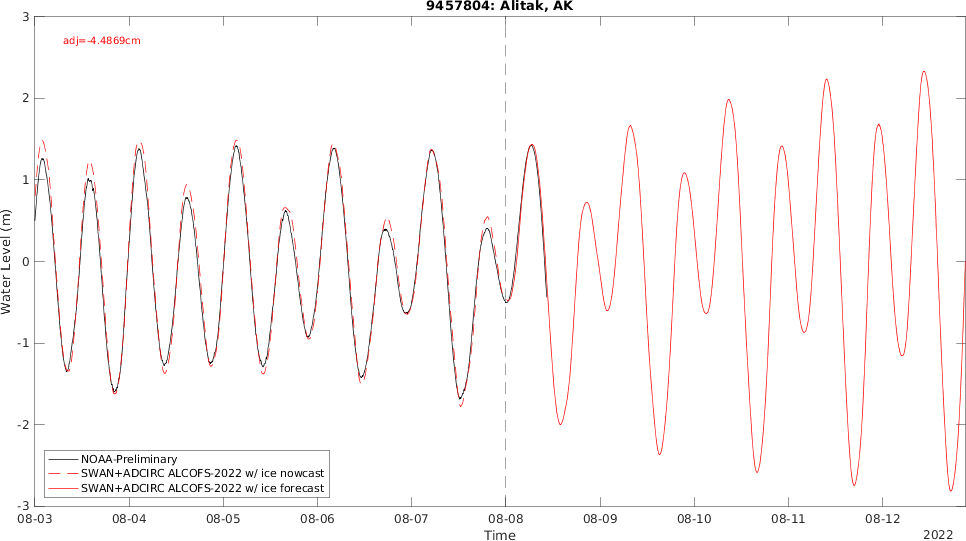 9457804: Alitak, AK
adj=-4.4869cm
3
2
1
0
-1
-2
-3
Water Level (m)
NOAA-Preliminary
SWAN+ADCIRC ALCOFS-2022 w/ ice nowcast
SWAN+ADCIRC ALCOFS-2022 w/ ice forecast
08-03 08-04 08-05 08-06 08-07 08-08 08-09 08-10 08-11 08-12
Time
2022